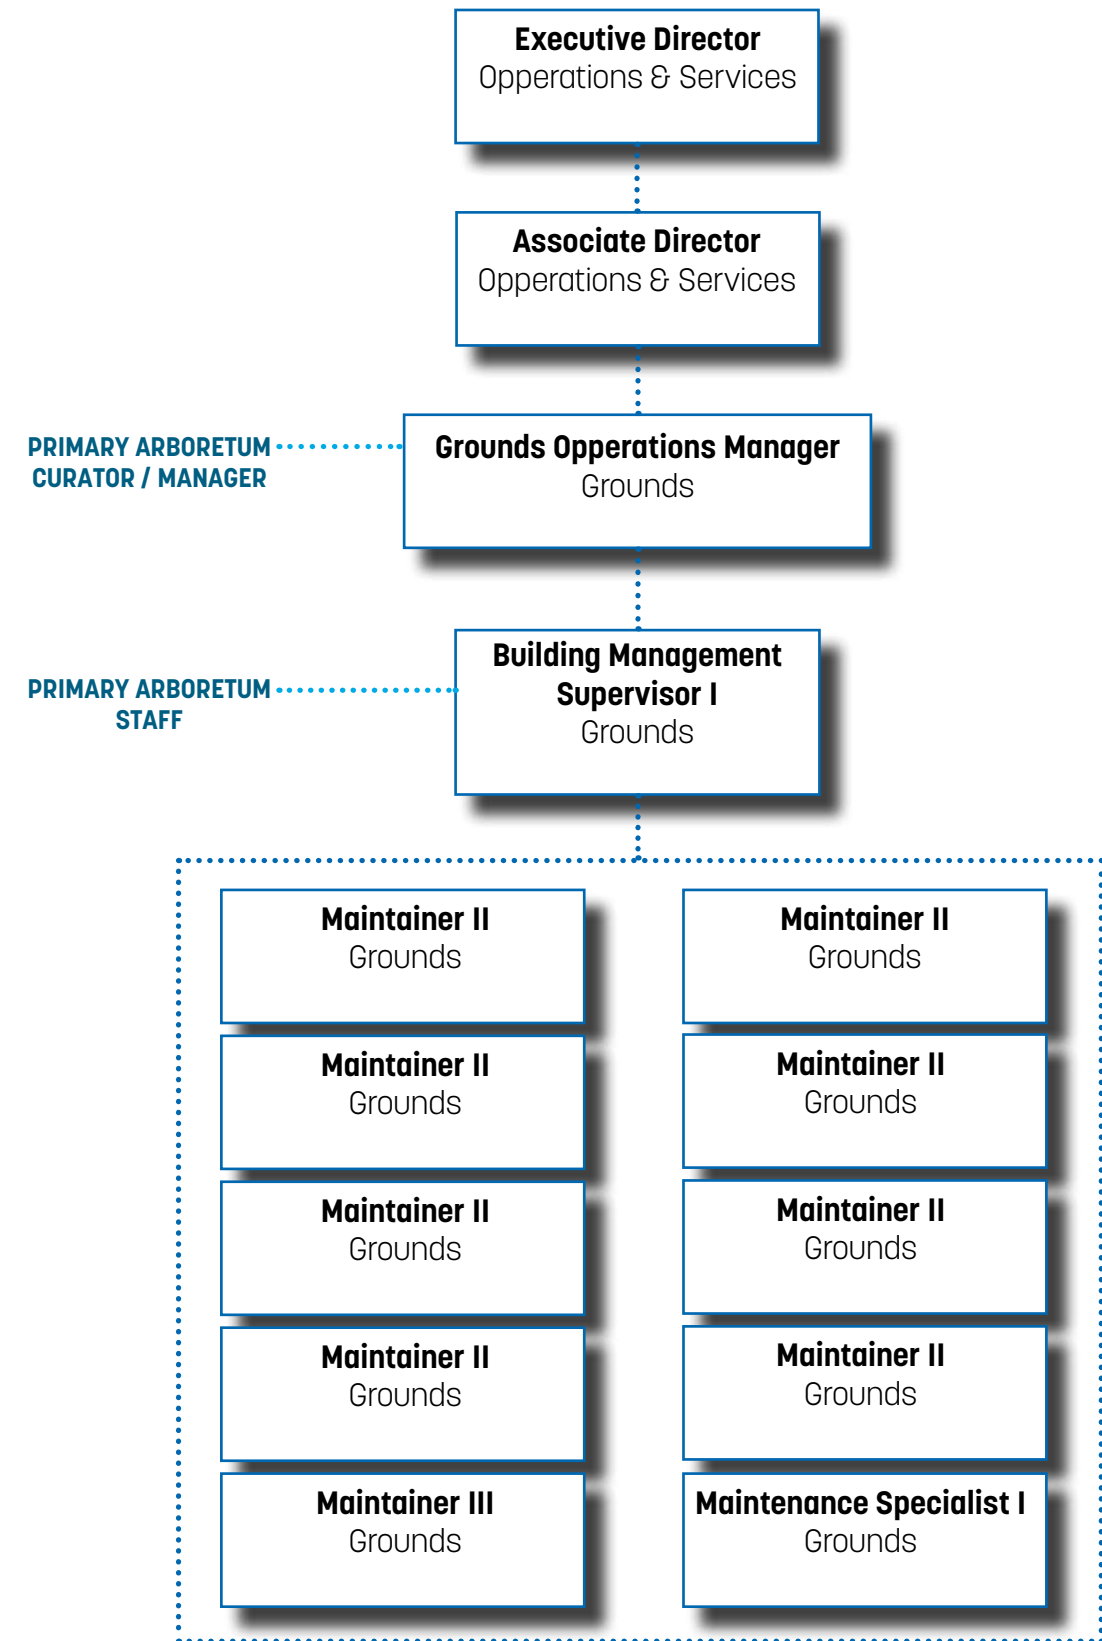 Executive Director
Opperations & Services
Associate Director
Opperations & Services
PRIMARY ARBORETUM
CURATOR / MANAGER
Grounds Opperations Manager
Grounds
PRIMARY ARBORETUM
STAFF
Building Management
Supervisor I
Grounds
Maintainer II
Grounds
Maintainer II
Grounds
Maintainer II
Grounds
Maintainer II
Grounds
Maintainer II
Grounds
Maintainer II
Grounds
Maintainer II
Grounds
Maintainer II
Grounds
Maintainer III
Grounds
Maintenance Specialist I
Grounds